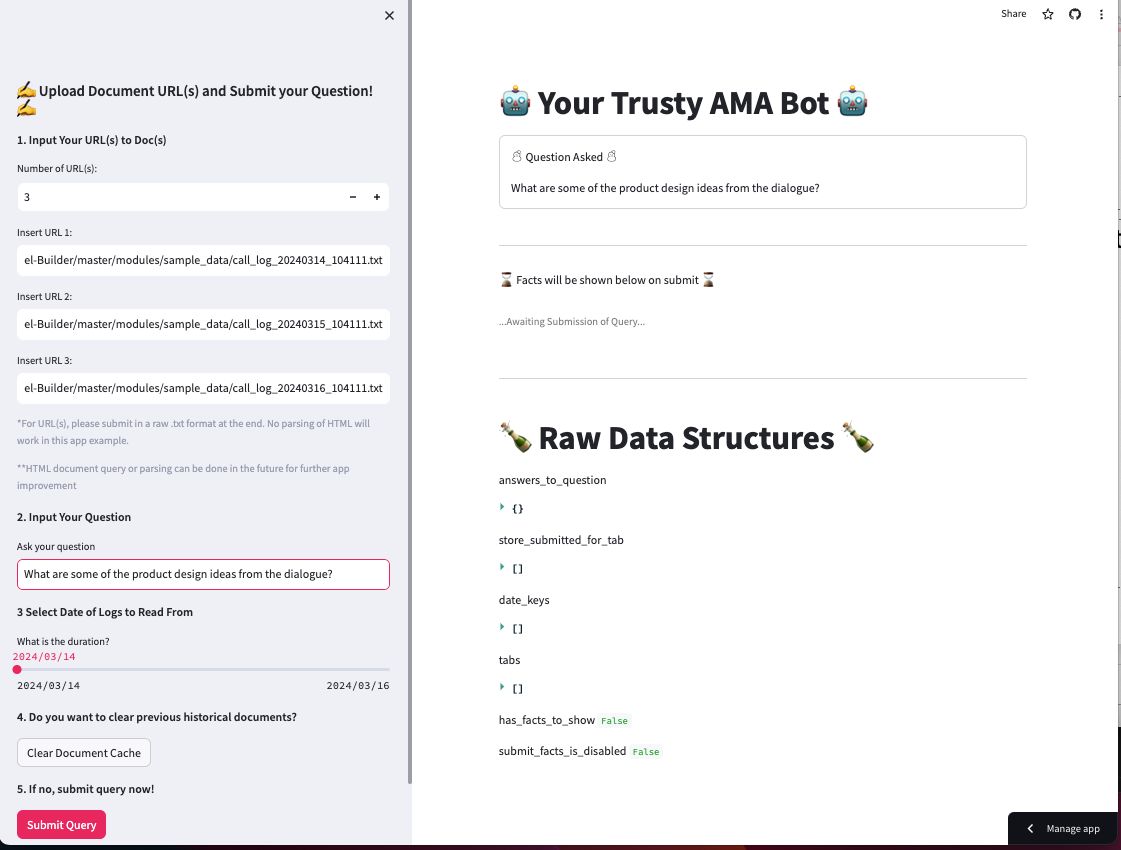 Share
Upload Document URL(s) and Submit your Question!
1. Input Your URL(s) to Doc(s)
Number of URL(s):
3
Insert URL 1:
el-Builder/master/modules/sample_data/call_log_20240314_104111.txt
Insert URL 2:
el-Builder/master/modules/sample_data/call_log_20240315_104111.txt
Insert URL 3:
el-Builder/master/modules/sample_data/call_log_20240316_104111.txt
*For URL(s), please submit in a raw .txt format at the end. No parsing of HTML will
work in this app example.
**HTML document query or parsing can be done in the future for further app
improvement
2. Input Your Question
Ask your question
What are some of the product design ideas from the dialogue?
3 Select Date of Logs to Read From
What is the duration?
2024/03/14
2024/03/14 2024/03/16
4. Do you want to clear previous historical documents?
Clear Document Cache
5. If no, submit query now!
Submit Query
Your Trusty AMA Bot
Question Asked
What are some of the product design ideas from the dialogue?
Facts will be shown below on submit
...Awaiting Submission of Query...
Raw Data Structures
answers_to_question
{}
store_submitted_for_tab
[]
date_keys
[]
tabs
[]
has_facts_to_show False
submit_facts_is_disabled False
Manage app